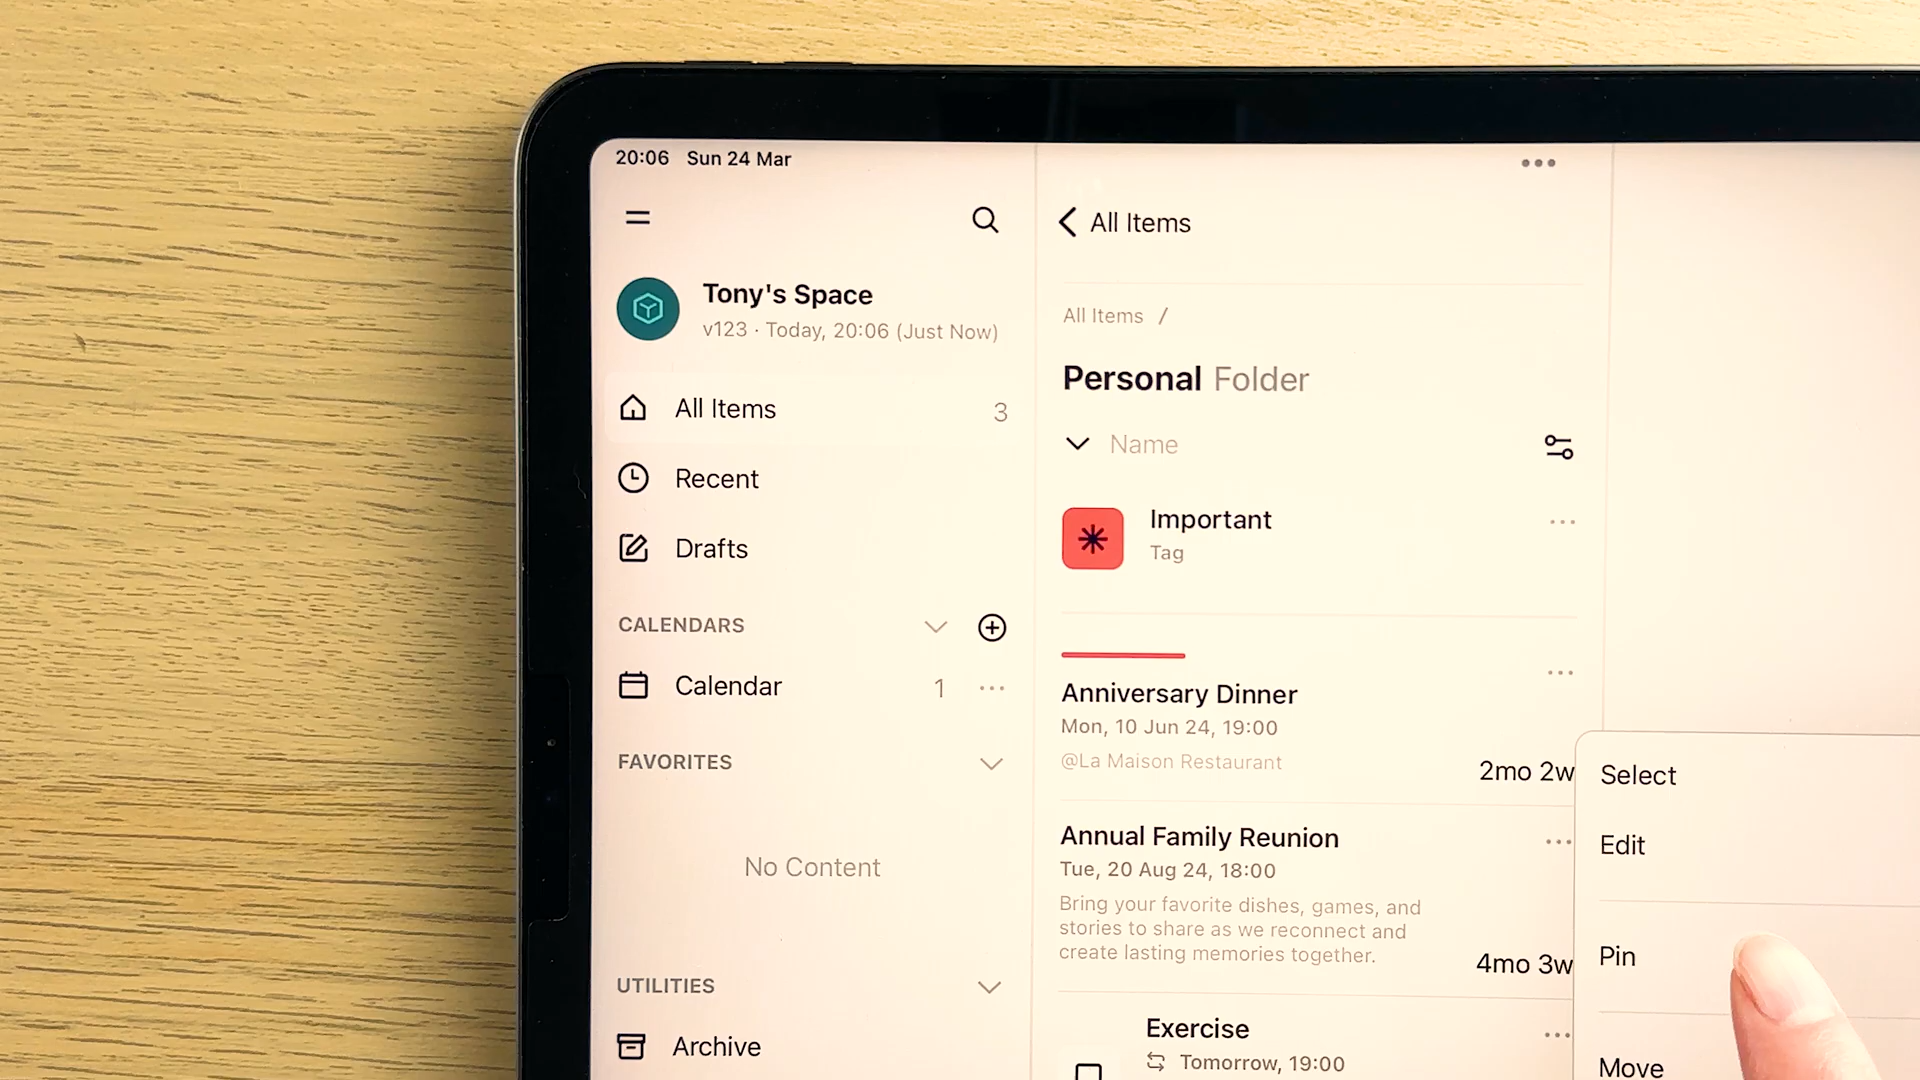 20:06 Sun 24 Mar
Tony's Space
v123 · Today, 20:06 (Just Now)
All Items 3
Recent
Drafts
CALENDARS
Calendar 1
FAVORITES
No Content
UTILITIES
Archive
All Items
All Items /
Personal Folder
Name
Important
Tag
Anniversary Dinner
Mon, 10 Jun 24, 19:00
@La Maison Restaurant
2mo 2w
Annual Family Reunion
Tue, 20 Aug 24, 18:00
Bring your favorite dishes, games, and
stories to share as we reconnect and
create lasting memories together.
4mo 3w
Exercise
Tomorrow, 19:00
Select
Edit
Pin
Move